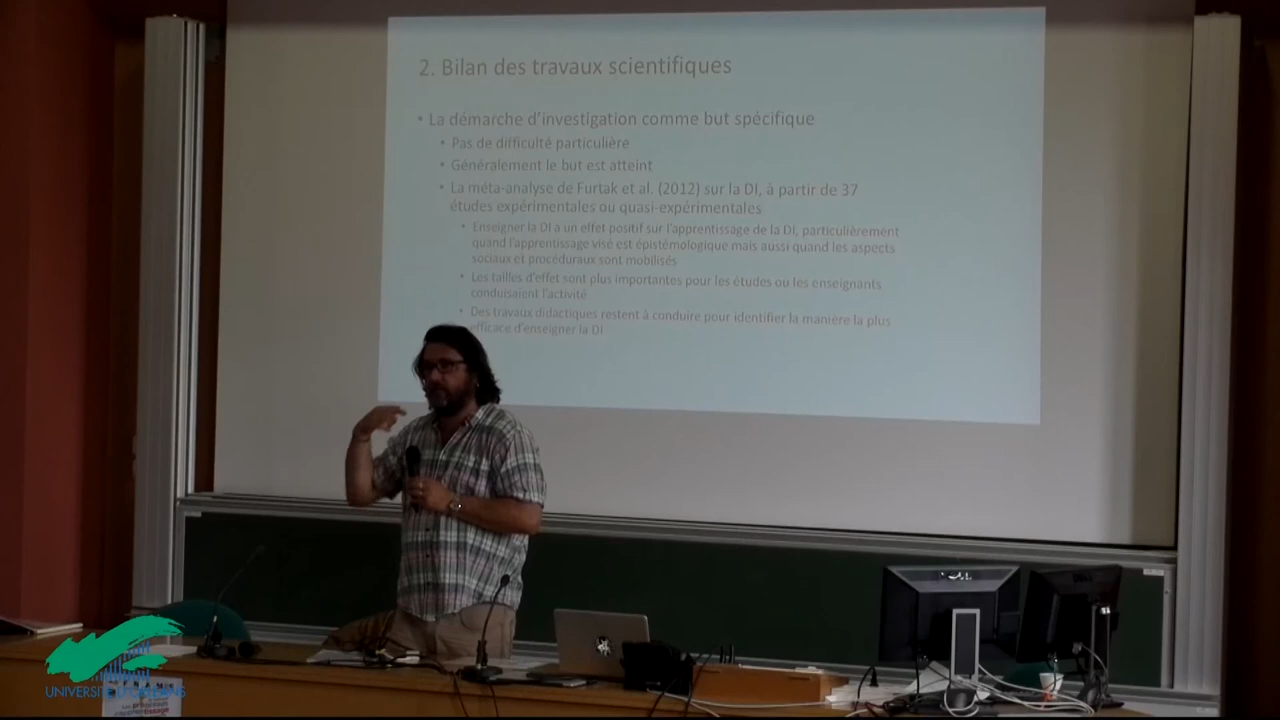 2. Bilan des travaux scientifiques
• La démarche d'investigation comme but spécifique
• Pas de difficulté particulière
• Généralement le but est atteint
• La méta-analyse de Furtak et al. (2012) sur la DI, à partir de 37
études expérimentales ou quasi-expérimentales
• Enseigner la DI a un effet positif sur l'apprentissage de la DI, particulièrement
quand l'apprentissage visé est épistémologique mais aussi quand les aspects
sociaux et procéduraux sont mobilisés
• Les tailles d'effet sont plus importantes pour les études ou les enseignants
conduisaient l'activité
• Des travaux didactiques restent à conduire pour identifier la manière la plus
efficace d'enseigner la DI
UNIVERSITÉ D'ORLÉANS